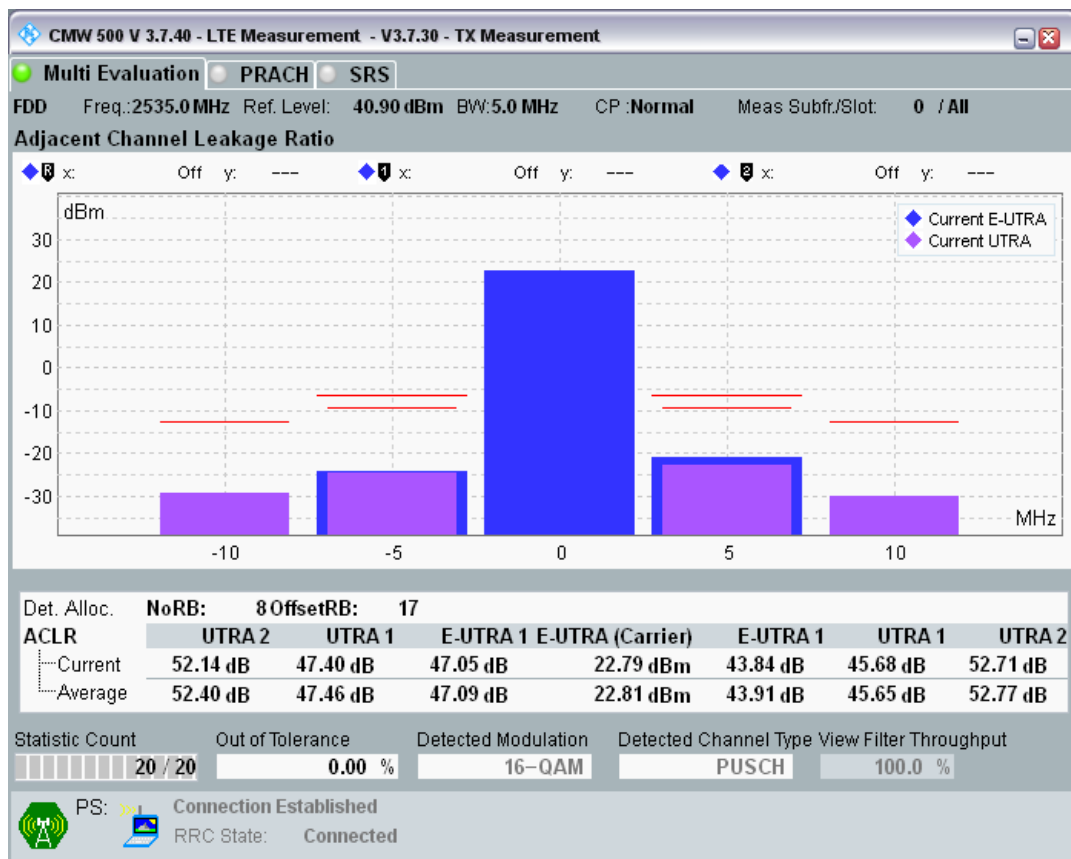 CMW 500 V 3.7.40 - LTE Measurement - V3.7.30 - TX Measurement
Multi Evaluation PRACH SRS
FDD Freq.:2535.0 MHz Ref. Level: 40.90 dBm BW:5.0 MHz CP :Normal Meas Subfr./Slot: 0 / All
Adjacent Channel Leakage Ratio
R x: Off y: --- 1 x: Off y: --- 2 x: Off y: ---
dBm
Current E-UTRA
Current UTRA
30
20
10
0
-10
-20
-30
MHz
-10 -5 0 5 10
Det. Alloc. NoRB: 8 OffsetRB: 17
ACLR UTRA 2 UTRA 1 E-UTRA 1 E-UTRA (Carrier) E-UTRA 1 UTRA 1 UTRA 2
Current 52.14 dB 47.40 dB 47.05 dB 22.79 dBm 43.84 dB 45.68 dB 52.71 dB
Average 52.40 dB 47.46 dB 47.09 dB 22.81 dBm 43.91 dB 45.65 dB 52.77 dB
Statistic Count Out of Tolerance Detected Modulation Detected Channel Type View Filter Throughput
20 / 20 0.00 % 16-QAM PUSCH 100.0 %
PS: Connection Established
RRC State: Connected